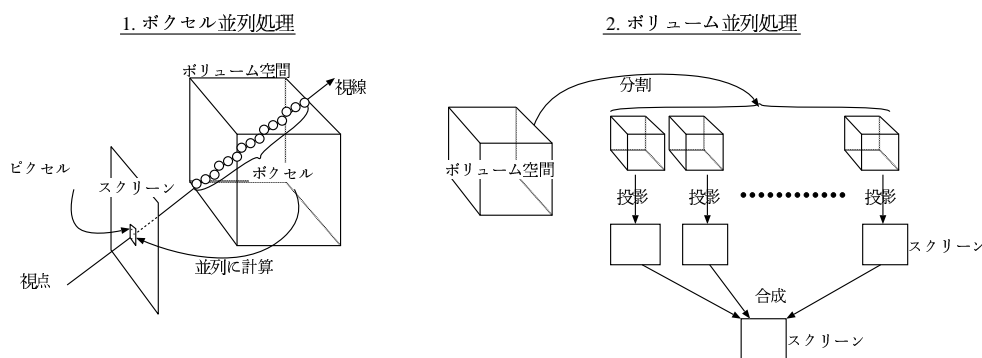 1. ボクセル並列処理
ボリューム空間
視線
ピクセル
スクリーン
ボクセル
並列に計算
視点
2. ボリューム並列処理
分割
ボリューム空間
投影
投影
投影
スクリーン
合成
スクリーン